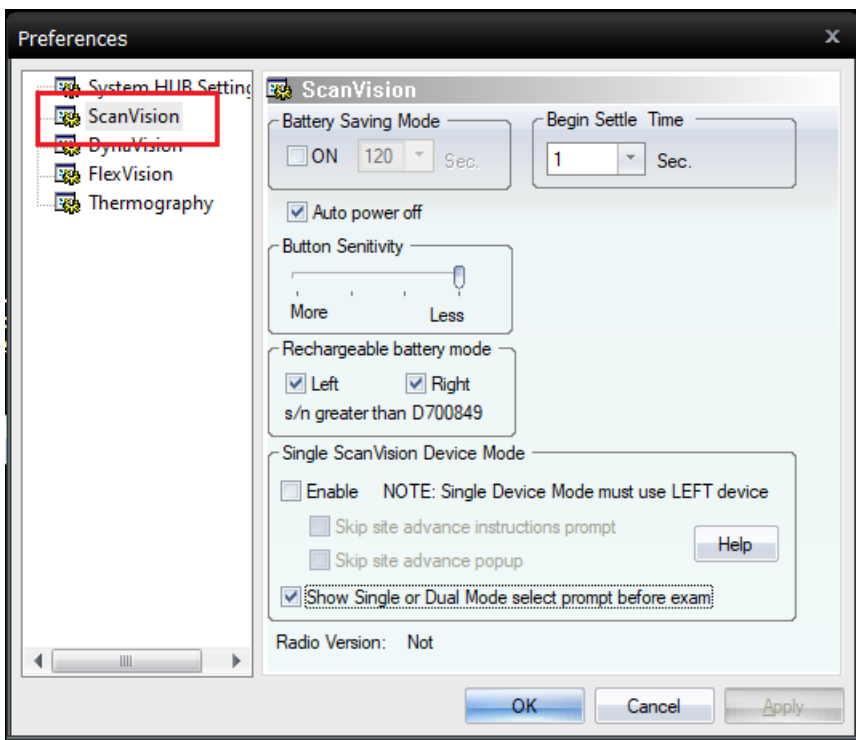 Preferences
x
System HUB Setting
ScanVision
DynaVision
FlexVision
Thermography
ScanVision
Battery Saving Mode
ON 120 Sec.
Begin Settle Time
1 Sec.
Auto power off
Button Senitivity
More Less
Rechargeable battery mode
Left Right
s/n greater than D700849
Single ScanVision Device Mode
Enable NOTE: Single Device Mode must use LEFT device
Skip site advance instructions prompt
Skip site advance popup
Help
Show Single or Dual Mode select prompt before exam
Radio Version: Not
OK Cancel Apply